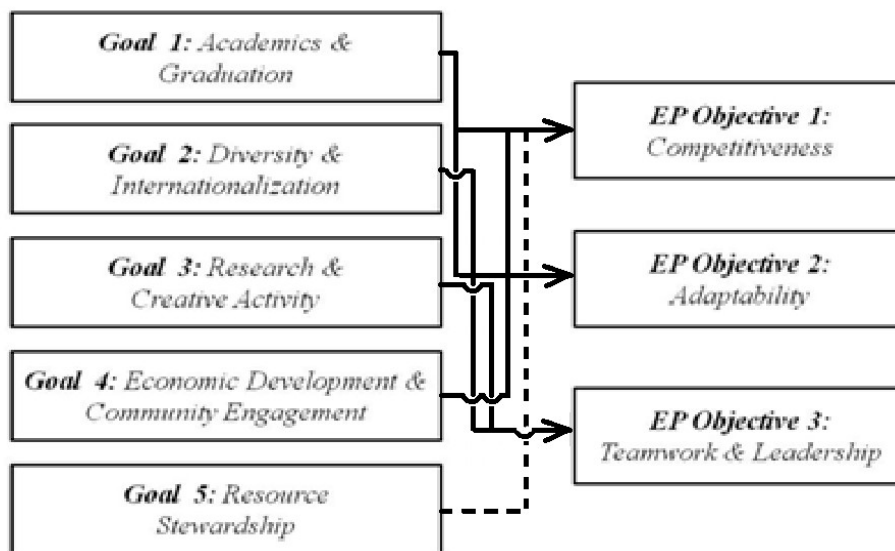 Goal 1: Academics &
Graduation
Goal 2: Diversity &
Internationalization
Goal 3: Research &
Creative Activity
Goal 4: Economic Development &
Community Engagement
Goal 5: Resource
Stewardship
EP Objective 1:
Competitiveness
EP Objective 2:
Adaptability
EP Objective 3:
Teamwork & Leadership